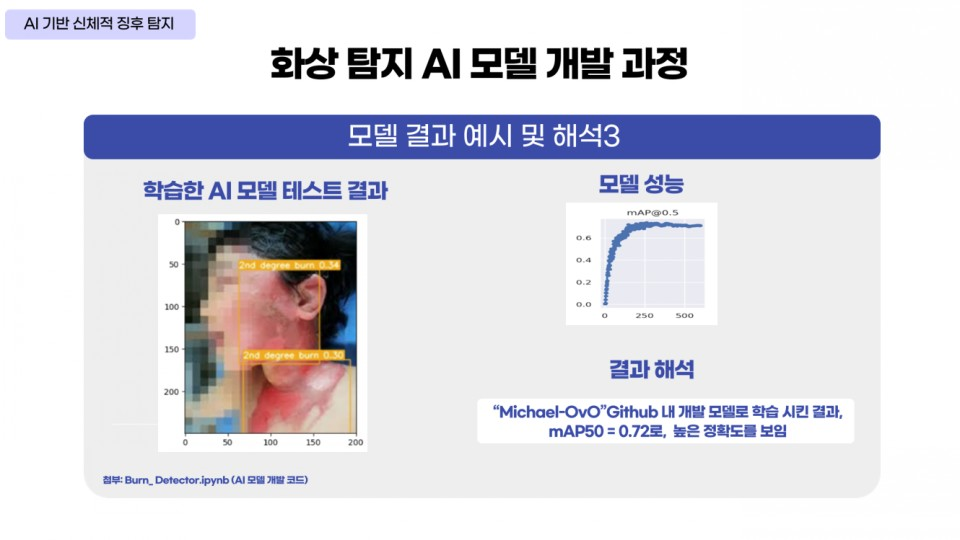 AI 기반 신체적 징후 탐지
화상 탐지 AI 모델 개발 과정
모델 결과 예시 및 해석3
학습한 AI 모델 테스트 결과
0
50
100
150
200
2nd degree burn 0.34
2nd degree burn 0.30
0 50 100 150 200
모델 성능
mAP@0.5
0.6
0.4
0.2
0.0
0 250 500
결과 해석
“Michael-OvO”Github 내 개발 모델로 학습 시킨 결과,
mAP50 = 0.72로, 높은 정확도를 보임
첨부: Burn_ Detector.ipynb (AI 모델 개발 코드)